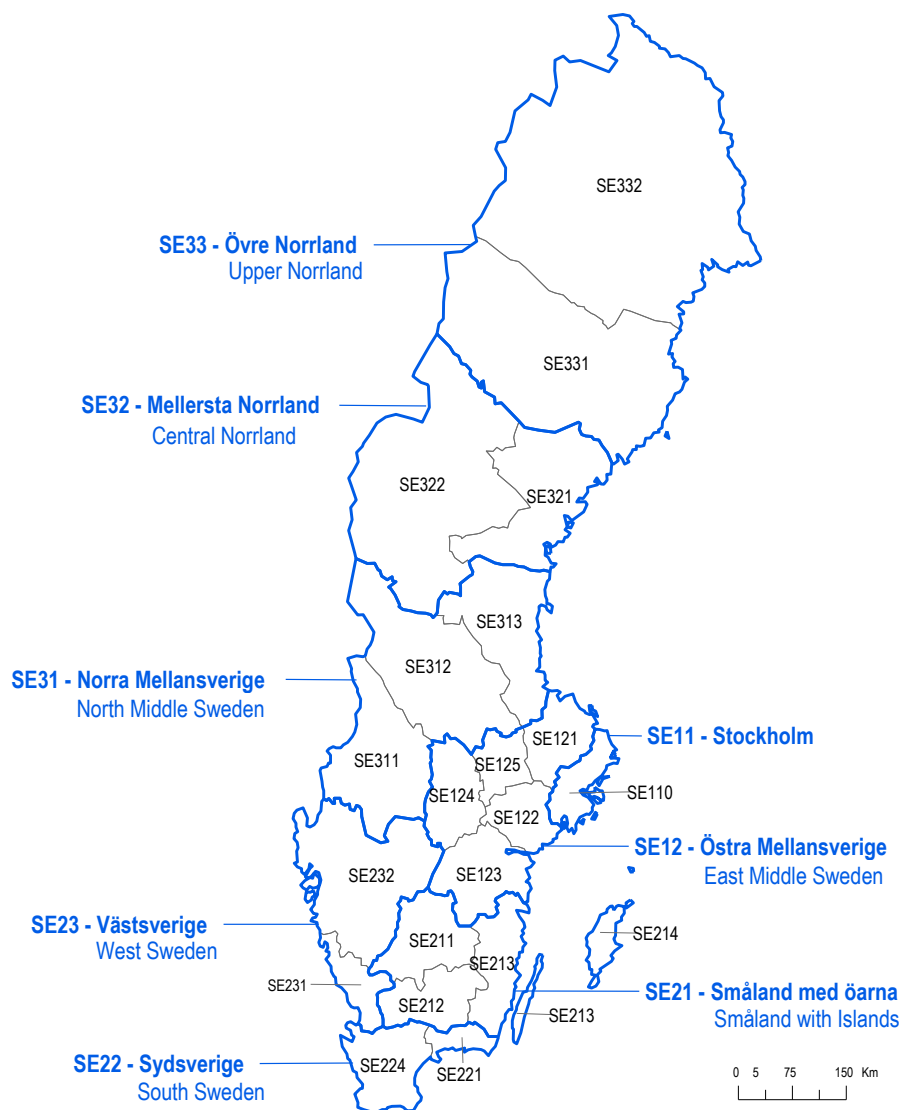 SE332
SE33 - Övre Norrland
Upper Norrland
SE331
SE32 - Mellersta Norrland
Central Norrland
SE322
SE321
SE313
SE312
SE31 - Norra Mellansverige
North Middle Sweden
SE121
SE11 - Stockholm
SE311
SE125
SE124
SE110
SE122
SE12 - Östra Mellansverige
East Middle Sweden
SE232
SE123
SE23 - Västsverige
West Sweden
SE211
SE214
SE213
SE231
SE212
SE21 - Småland med öarna
Småland with Islands
SE213
SE22 - Sydsverige
South Sweden
SE224
SE221
0 5 75 150 Km